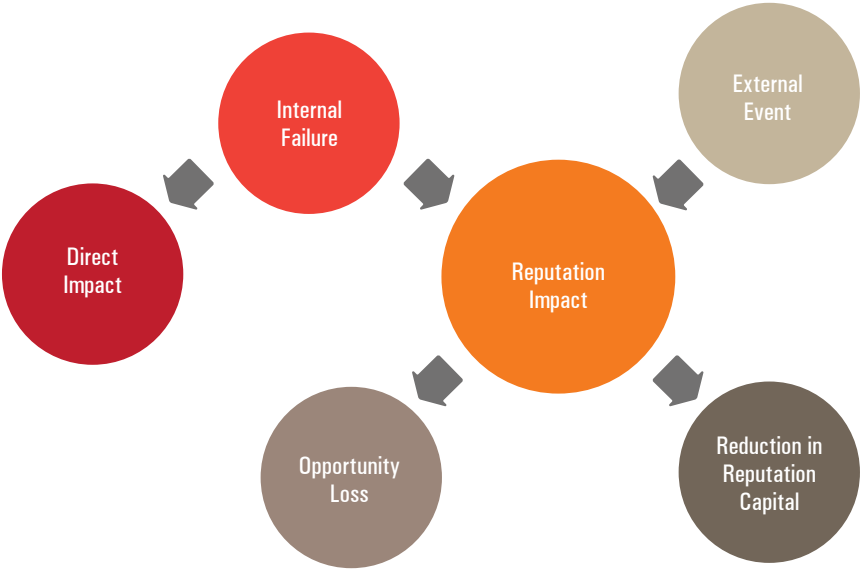 Internal
Failure
External
Event
Direct
Impact
Reputation
Impact
Opportunity
Loss
Reduction in
Reputation
Capital